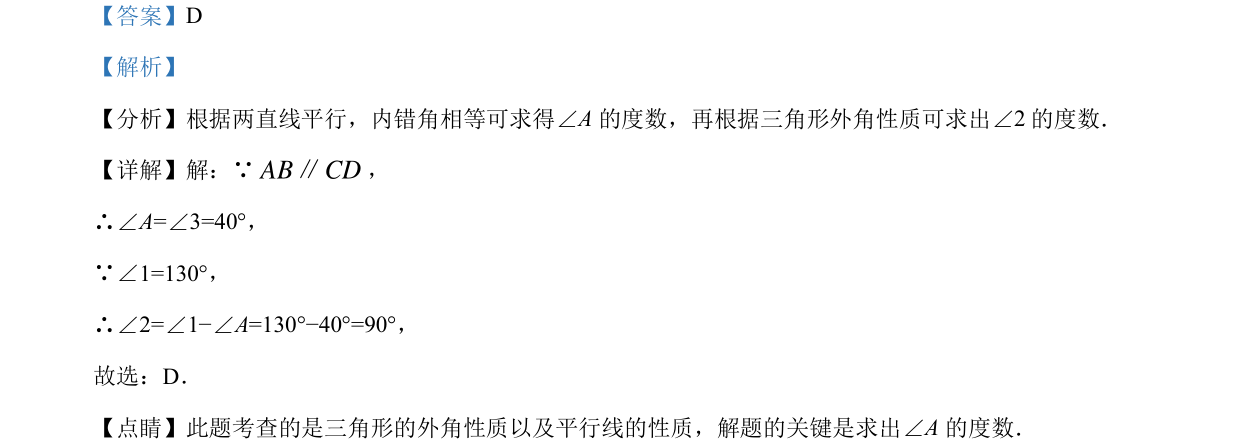 【答案】D
【解析】
【分析】根据两直线平行，内错角相等可求得∠A 的度数，再根据三角形外角性质可求出∠2 的度数．
【详解】解：∵ AB∥CD，
∴∠A=∠3=40°，
∵∠1=130°，
∴∠2=∠1−∠A=130°−40°=90°，
故选：D．
【点睛】此题考查的是三角形的外角性质以及平行线的性质，解题的关键是求出∠A 的度数．